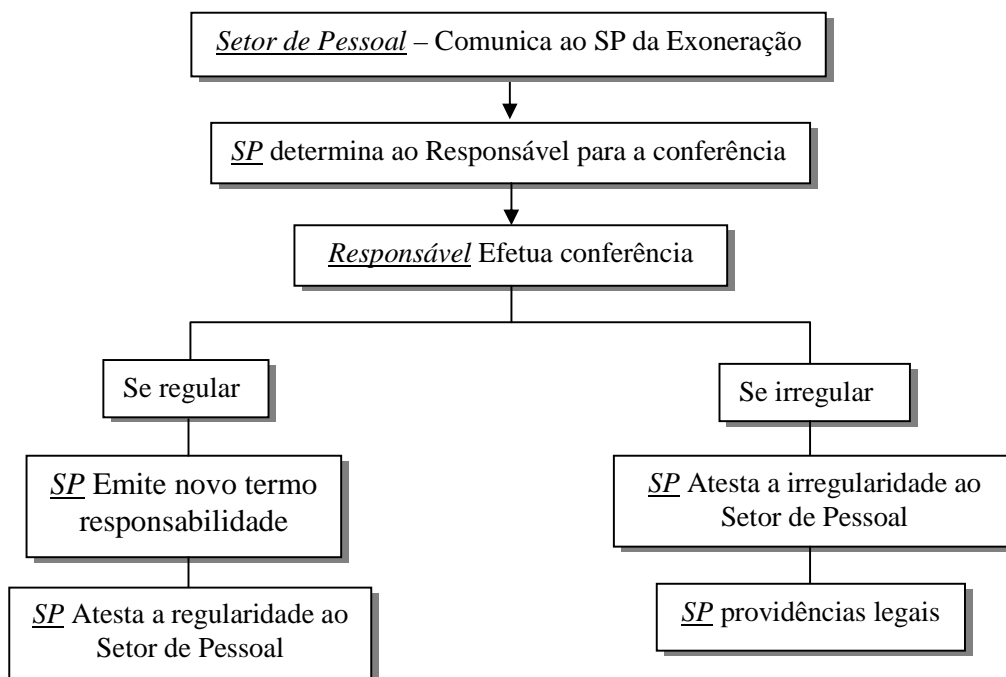 Setor de Pessoal – Comunica ao SP da Exoneração
SP determina ao Responsável para a conferência
Responsável Efetua conferência
Se regular
Se irregular
SP Emite novo termo
responsabilidade
SP Atesta a irregularidade ao
Setor de Pessoal
SP Atesta a regularidade ao
Setor de Pessoal
SP providências legais